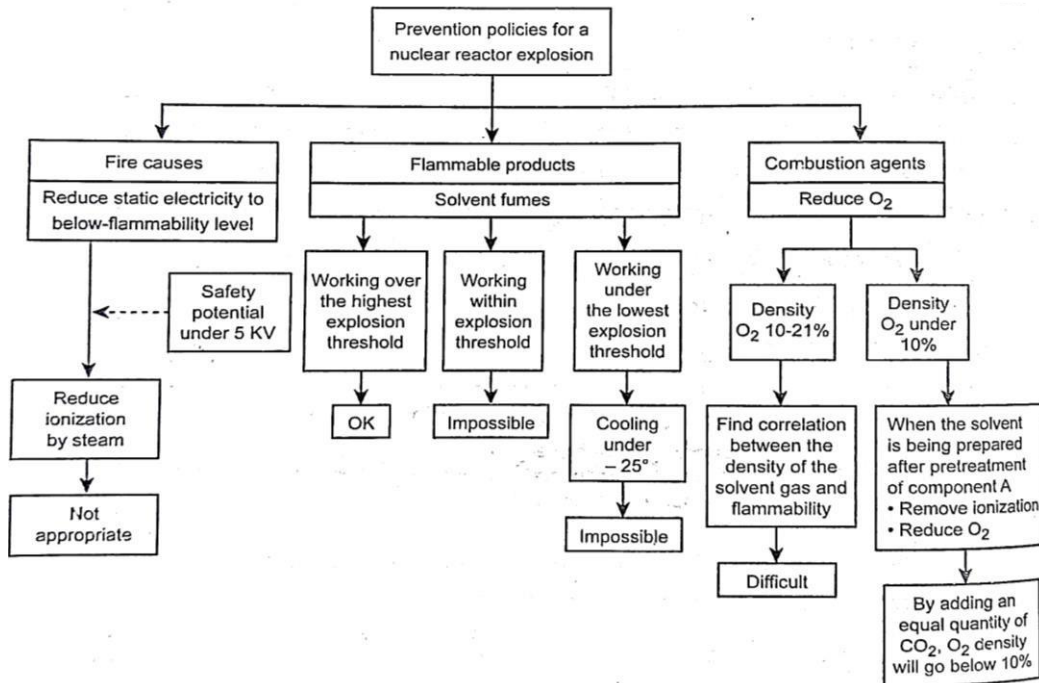 Prevention policies for a
nuclear reactor explosion
Fire causes
Reduce static electricity to
below-flammability level
Safety
potential
under 5 KV
Reduce
ionization
by steam
Not
appropriate
Flammable products
Solvent fumes
Working over
the highest
explosion
threshold
OK
Working
within
explosion
threshold
Impossible
Working
under
the lowest
explosion
threshold
Cooling
under
– 25°
Impossible
Combustion agents
Reduce O2
Density
O2 10-21%
Find correlation
between the
density of the
solvent gas and
flammability
Difficult
Density
O2 under
10%
When the solvent
is being prepared
after pretreatment
of component A
• Remove ionization
• Reduce O2
By adding an
equal quantity of
CO2, O2 density
will go below 10%